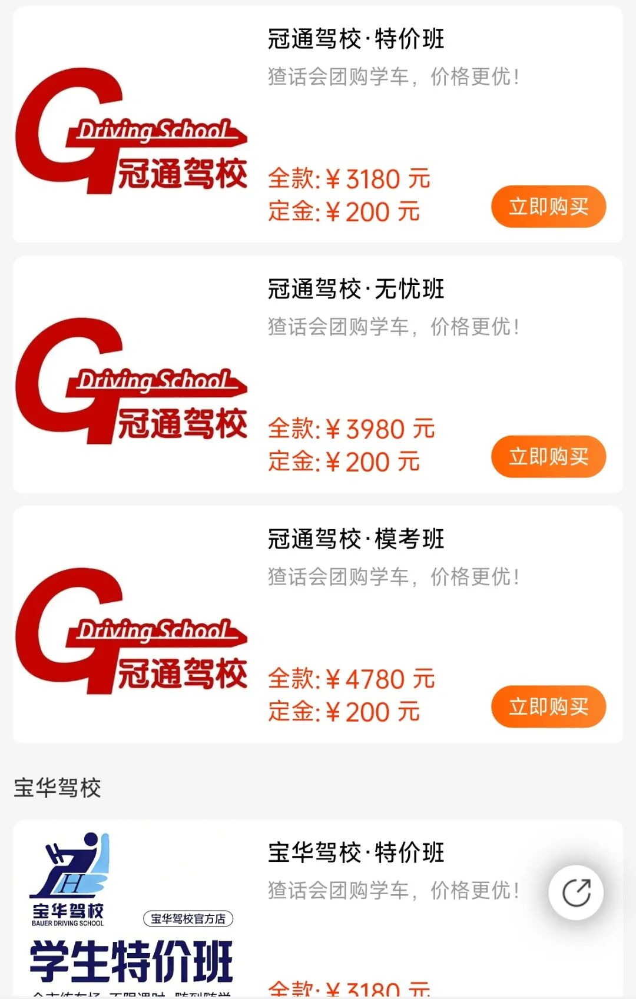 冠通驾校·特价班
猹话会团购学车，价格更优！
Driving School
冠通驾校
全款:￥3180 元
定金:￥200 元
立即购买
冠通驾校·无忧班
猹话会团购学车，价格更优！
Driving School
冠通驾校
全款:￥3980 元
定金:￥200 元
立即购买
冠通驾校·模考班
猹话会团购学车，价格更优！
Driving School
冠通驾校
全款:￥4780 元
定金:￥200 元
立即购买
宝华驾校
宝华驾校·特价班
猹话会团购学车，价格更优！
H
宝华驾校
BAUER DRIVING SCHOOL
宝华驾校官方店
学生特价班
全款:￥3180 元